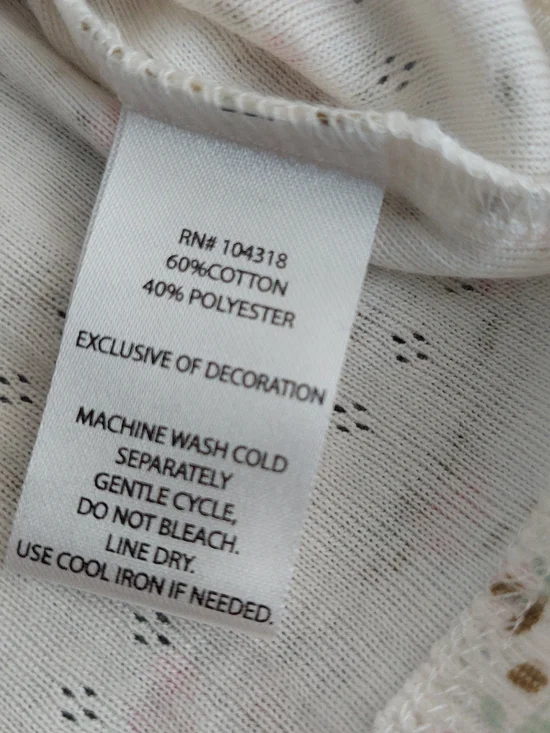 RN# 104318
60%COTTON
40% POLYESTER
EXCLUSIVE OF DECORATION
MACHINE WASH COLD
SEPARATELY
GENTLE CYCLE,
DO NOT BLEACH.
LINE DRY.
USE COOL IRON IF NEEDED.